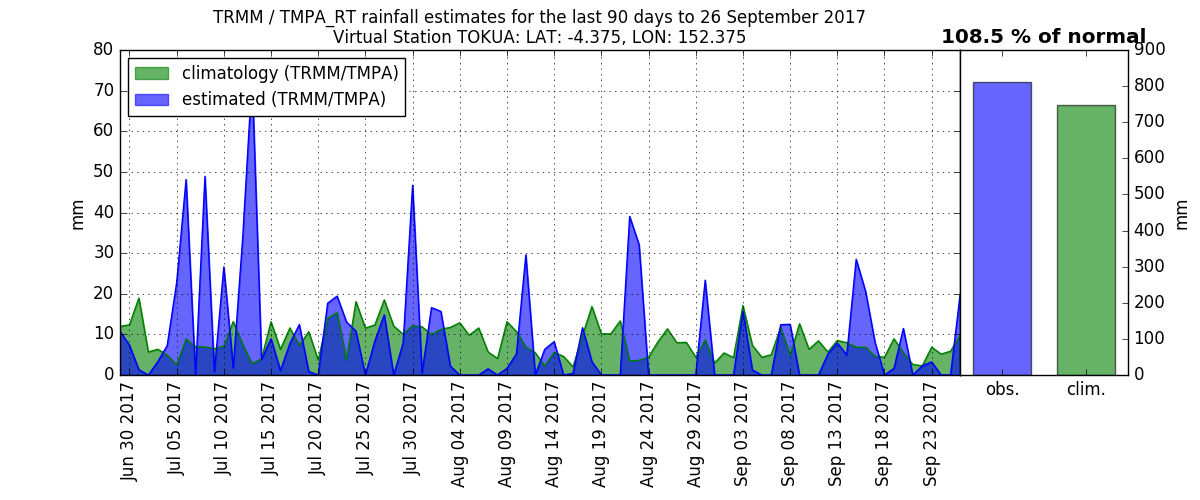 TRMM / TMPA_RT rainfall estimates for the last 90 days to 26 September 2017
Virtual Station TOKUA: LAT: -4.375, LON: 152.375
108.5 % of normal
climatology (TRMM/TMPA)
estimated (TRMM/TMPA)
80
70
60
50
40
30
20
10
0
mm
Jun 30 2017
Jul 05 2017
Jul 10 2017
Jul 15 2017
Jul 20 2017
Jul 25 2017
Jul 30 2017
Aug 04 2017
Aug 09 2017
Aug 14 2017
Aug 19 2017
Aug 24 2017
Aug 29 2017
Sep 03 2017
Sep 08 2017
Sep 13 2017
Sep 18 2017
Sep 23 2017
obs.
clim.
900
800
700
600
500
400
300
200
100
0
mm